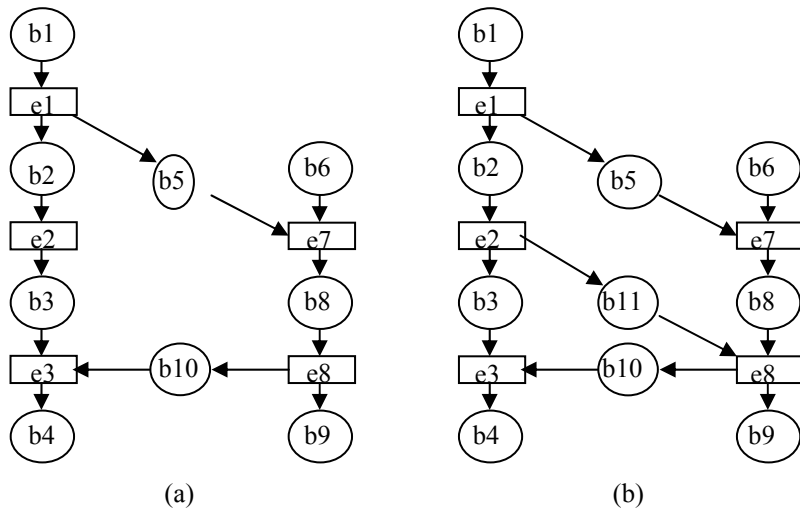 b1 b1
e1 e1
b2 b5 b6 b2 b5 b6
e2 e7 e2 e7
b3 b8 b3 b11 b8
e3 b10 e8 e3 b10 e8
b4 b9 b4 b9
(a) (b)